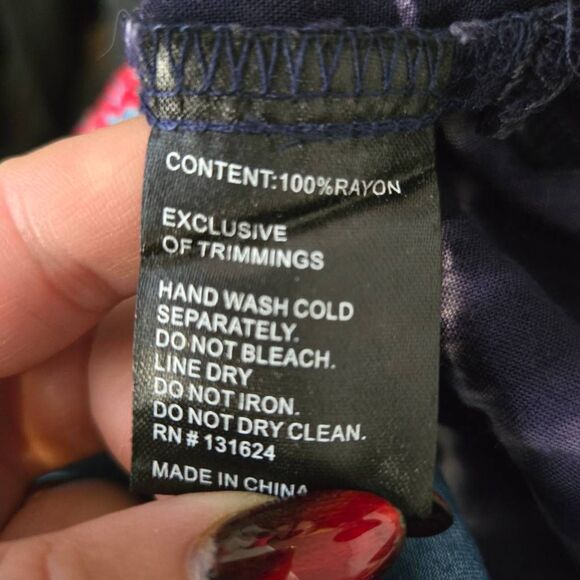 CONTENT:100%RAYON
EXCLUSIVE
OF TRIMMINGS
HAND WASH COLD
SEPARATELY.
DO NOT BLEACH.
LINE DRY
DO NOT IRON.
DO NOT DRY CLEAN.
RN # 131624
MADE IN CHINA